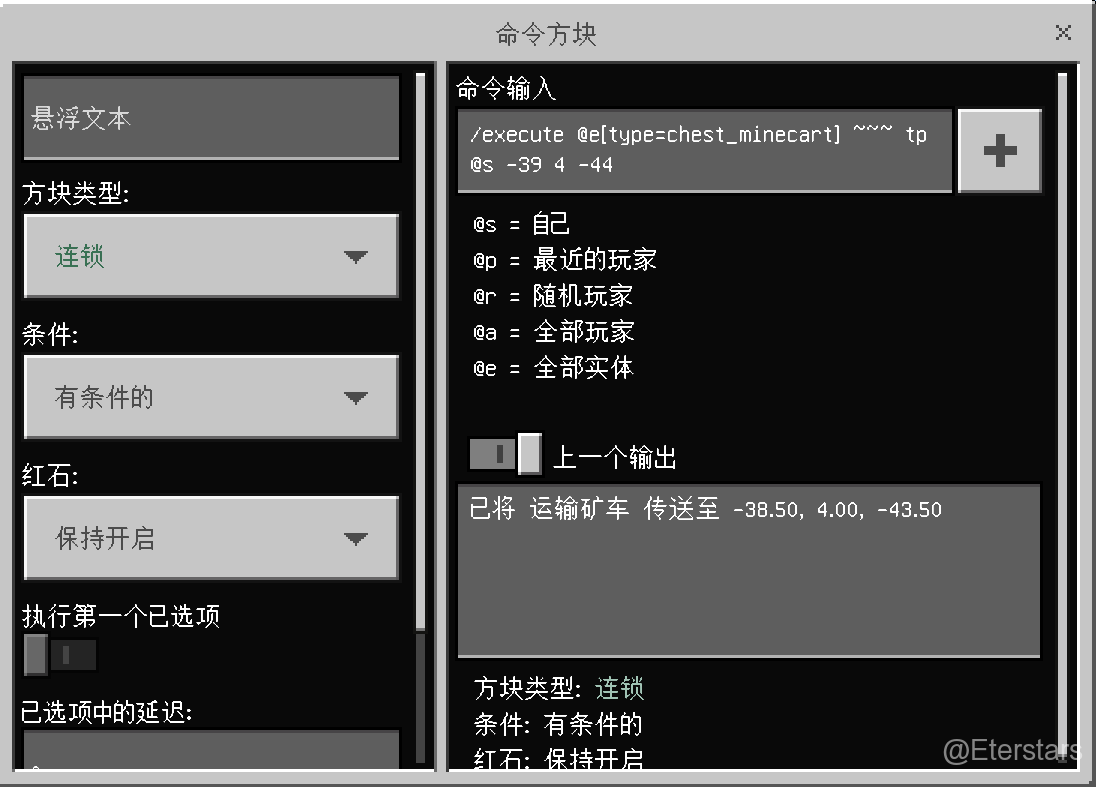 命令方块
悬浮文本
方块类型:
连锁
条件:
有条件的
红石:
保持开启
执行第一个已选项
已选项中的延迟:
命令输入
/execute @e[type=chest_minecart] ~~~ tp
@s -39 4 -44
@s = 自己
@p = 最近的玩家
@r = 随机玩家
@a = 全部玩家
@e = 全部实体
上一个输出
已将 运输矿车 传送至 -38.50, 4.00, -43.50
方块类型: 连锁
条件: 有条件的
红石: 保持开启
@Eterstars